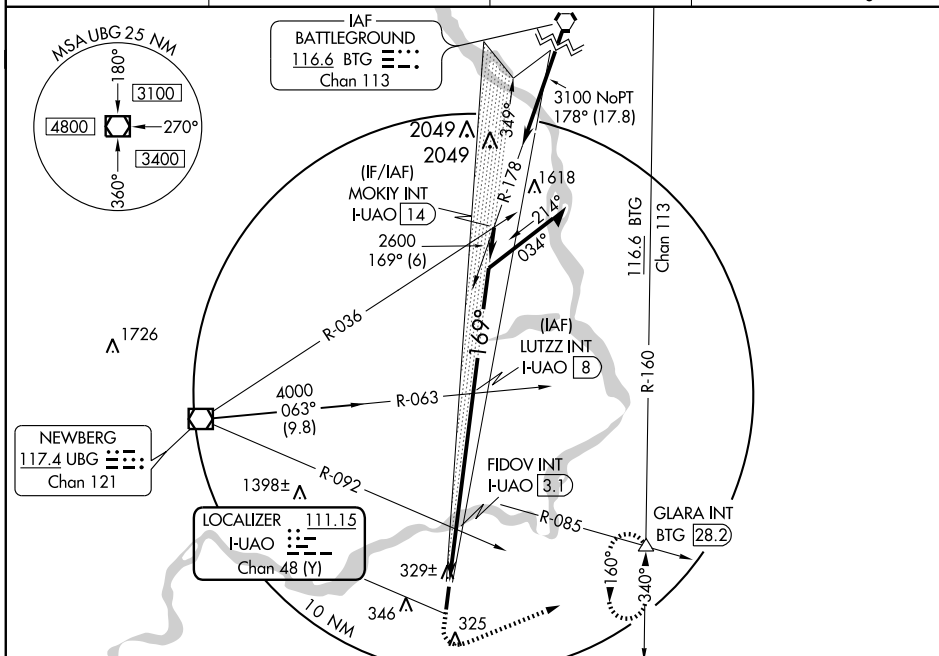 MSA UBG 25 NM
180°
3100
4800
270°
3400
360°
IAF
BATTLEGROUND
116.6 BTG
Chan 113
3100 NoPT
178° (17.8)
349°
2049
2049
R-178
1618
(IF/IAF)
MOKIY INT
I-UAO 14
214°
034°
2600
169° (6)
116.6 BTG
Chan 113
R-036
169°
1726
(IAF)
LUTZZ INT
I-UAO 8
R-160
4000
063°
(9.8)
R-063
NEWBERG
117.4 UBG
Chan 121
R-092
1398±
FIDOV INT
I-UAO 3.1
R-085
GLARA INT
BTG 28.2
LOCALIZER 111.15
I-UAO
Chan 48 (Y)
329±
160°
340°
346
325
10 NM